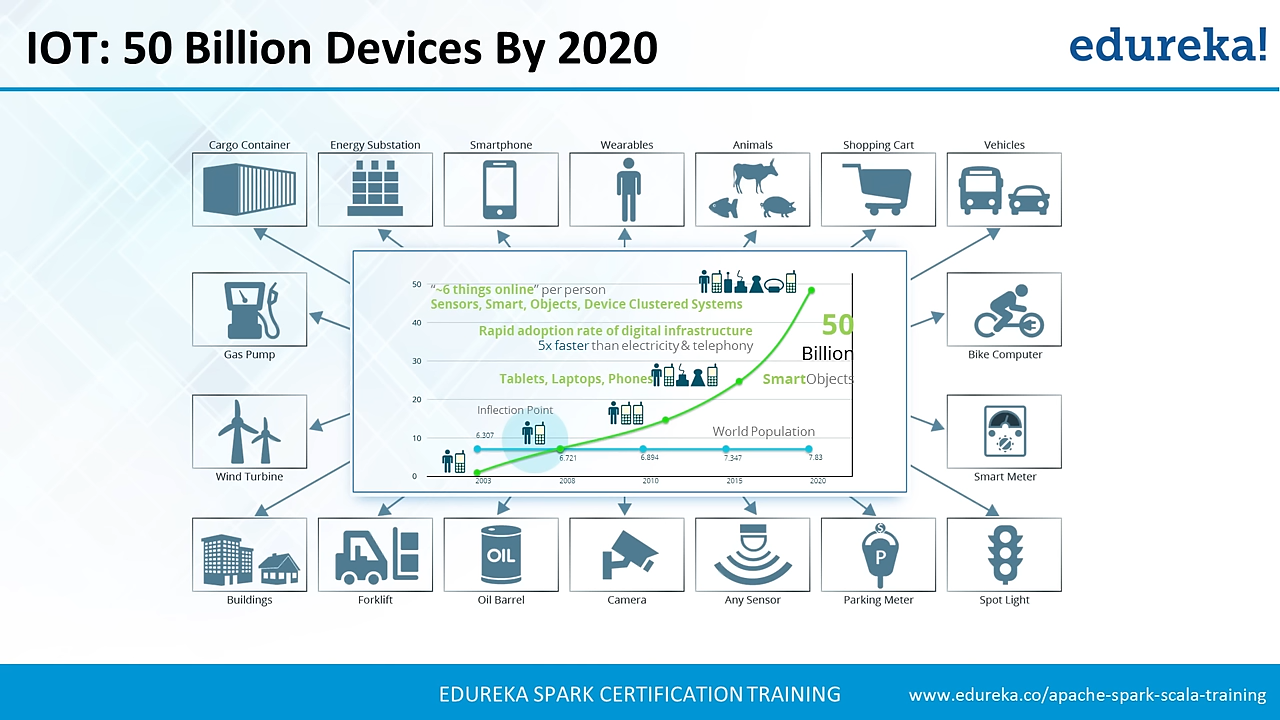 IOT: 50 Billion Devices By 2020
edureka!
Cargo Container
Energy Substation
Smartphone
Wearables
Animals
Shopping Cart
Vehicles
Gas Pump
Bike Computer
Wind Turbine
Smart Meter
50
40
30
20
10
0
"~6 things online" per person
Sensors, Smart, Objects, Device Clustered Systems
Rapid adoption rate of digital infrastructure
5x faster than electricity & telephony
Tablets, Laptops, Phones
50
Billion
SmartObjects
Inflection Point
World Population
6.307
6.721
6.894
7.347
7.83
2003
2008
2010
2015
2020
OIL
S
P
Buildings
Forklift
Oil Barrel
Camera
Any Sensor
Parking Meter
Spot Light
EDUREKA SPARK CERTIFICATION TRAINING
www.edureka.co/apache-spark-scala-training